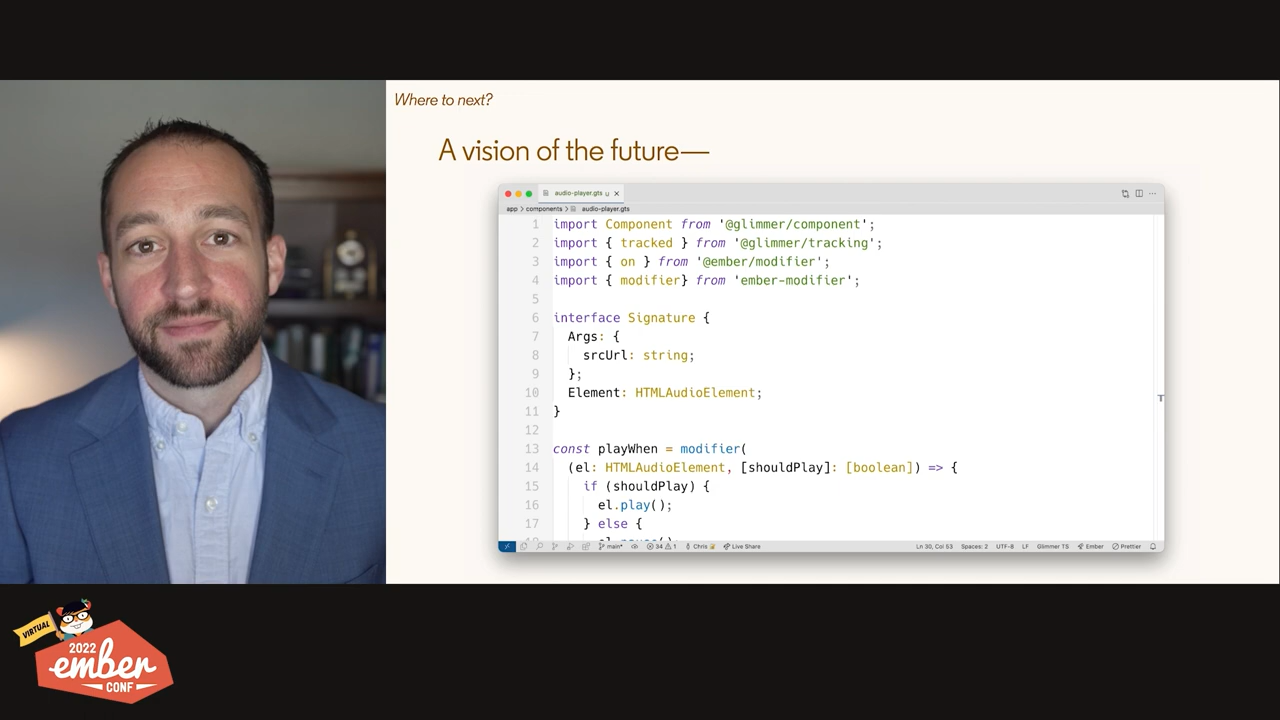 Where to next?
A vision of the future—
audio-player.gts U
app > components > audio-player.gts
1 import Component from '@glimmer/component';
2 import { tracked } from '@glimmer/tracking';
3 import { on } from '@ember/modifier';
4 import { modifier} from 'ember-modifier';
5
6 interface Signature {
7 Args: {
8 srcUrl: string;
9 };
10 Element: HTMLAudioElement;
11 }
12
13 const playWhen = modifier(
14 (el: HTMLAudioElement, [shouldPlay]: [boolean]) => {
15 if (shouldPlay) {
16 el.play();
17 } else {
main* 34 1 Chris Live Share Ln 30, Col 53 Spaces: 2 UTF-8 LF Glimmer TS Ember Prettier
VIRTUAL
2022
ember
CONF